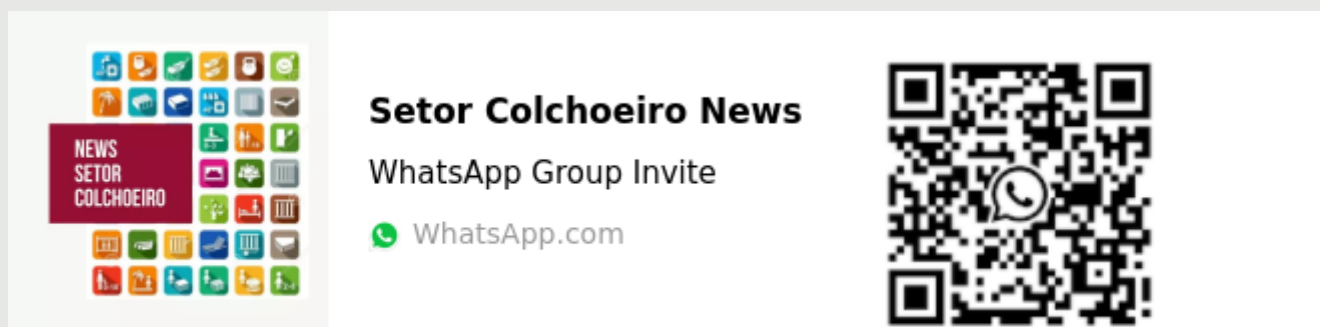 NEWS
SETOR
COLCHOEIRO
Setor Colchoeiro News
WhatsApp Group Invite
WhatsApp.com